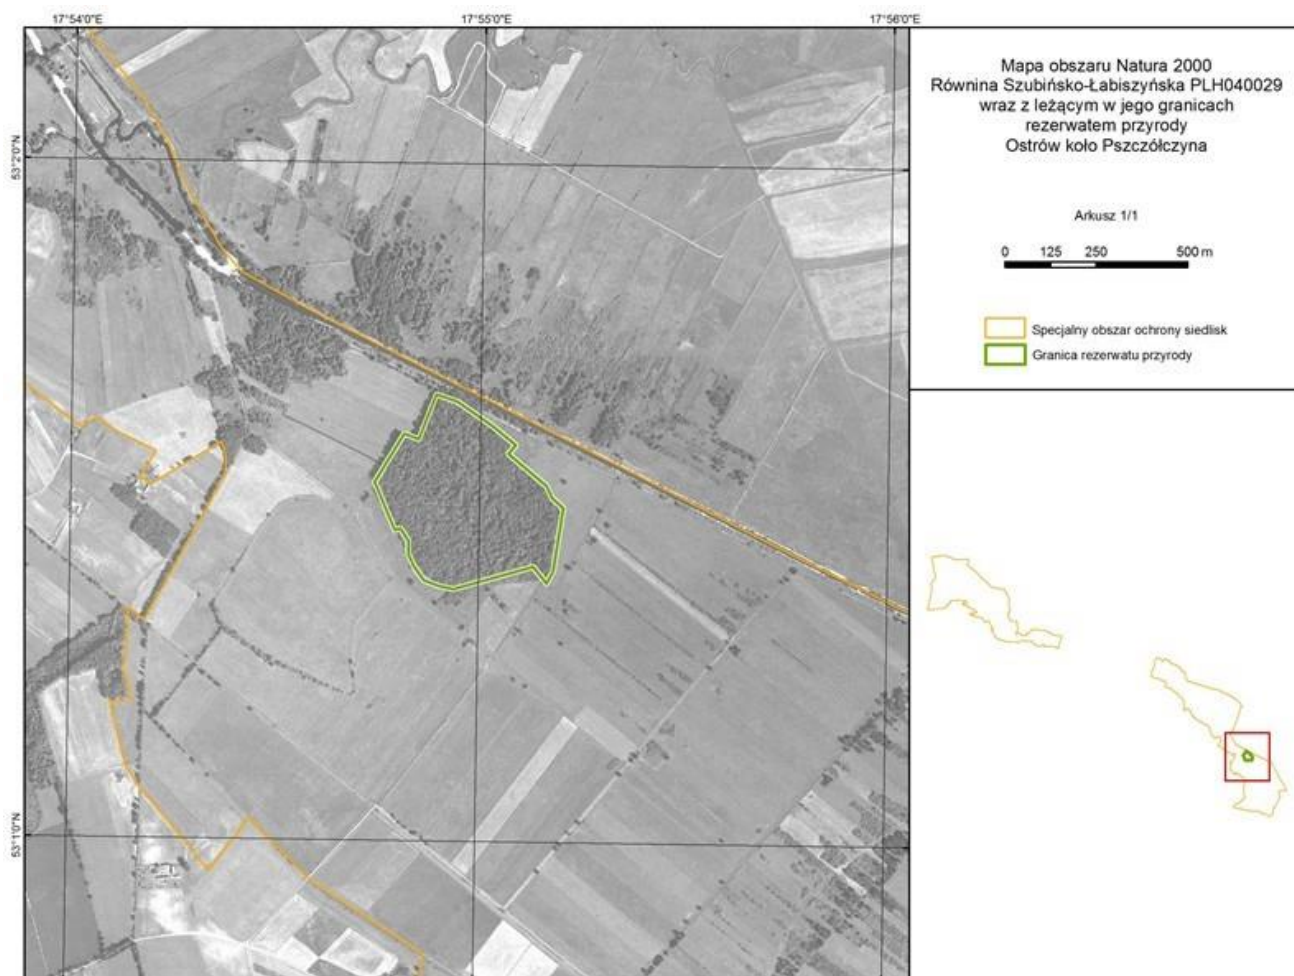 17°54'0"E
17°55'0"E
17°56'0"E
53°2'0"N
53°1'0"N
Mapa obszaru Natura 2000
Równina Szubińsko-Łabiszyńska PLH040029
wraz z leżącym w jego granicach
rezerwatem przyrody
Ostrów koło Pszczółczyna
Arkusz 1/1
0 125 250 500 m
Specjalny obszar ochrony siedlisk
Granica rezerwatu przyrody